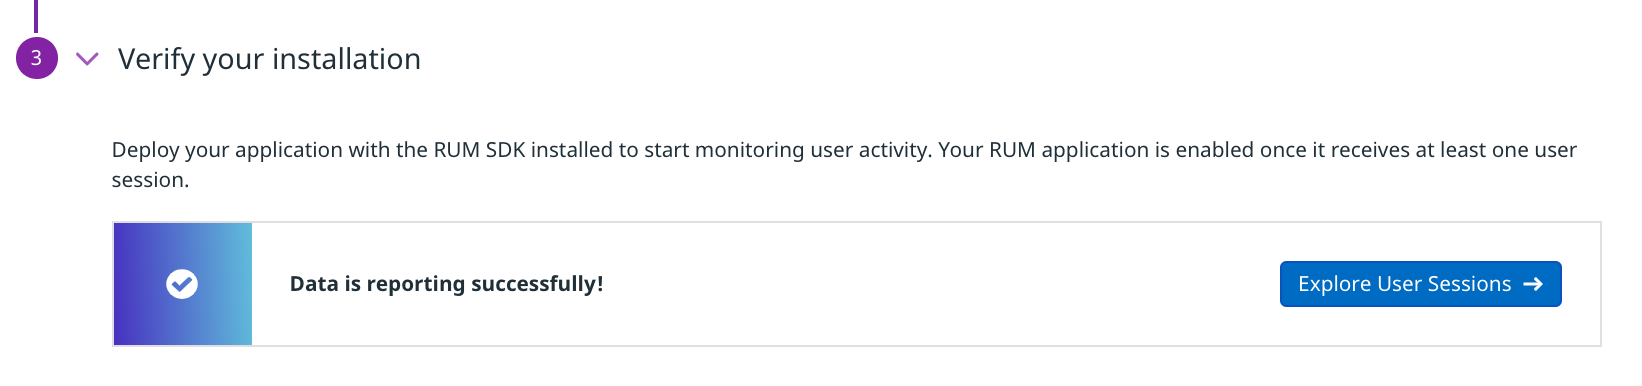 3
Verify your installation
Deploy your application with the RUM SDK installed to start monitoring user activity. Your RUM application is enabled once it receives at least one user
session.
Data is reporting successfully!
Explore User Sessions